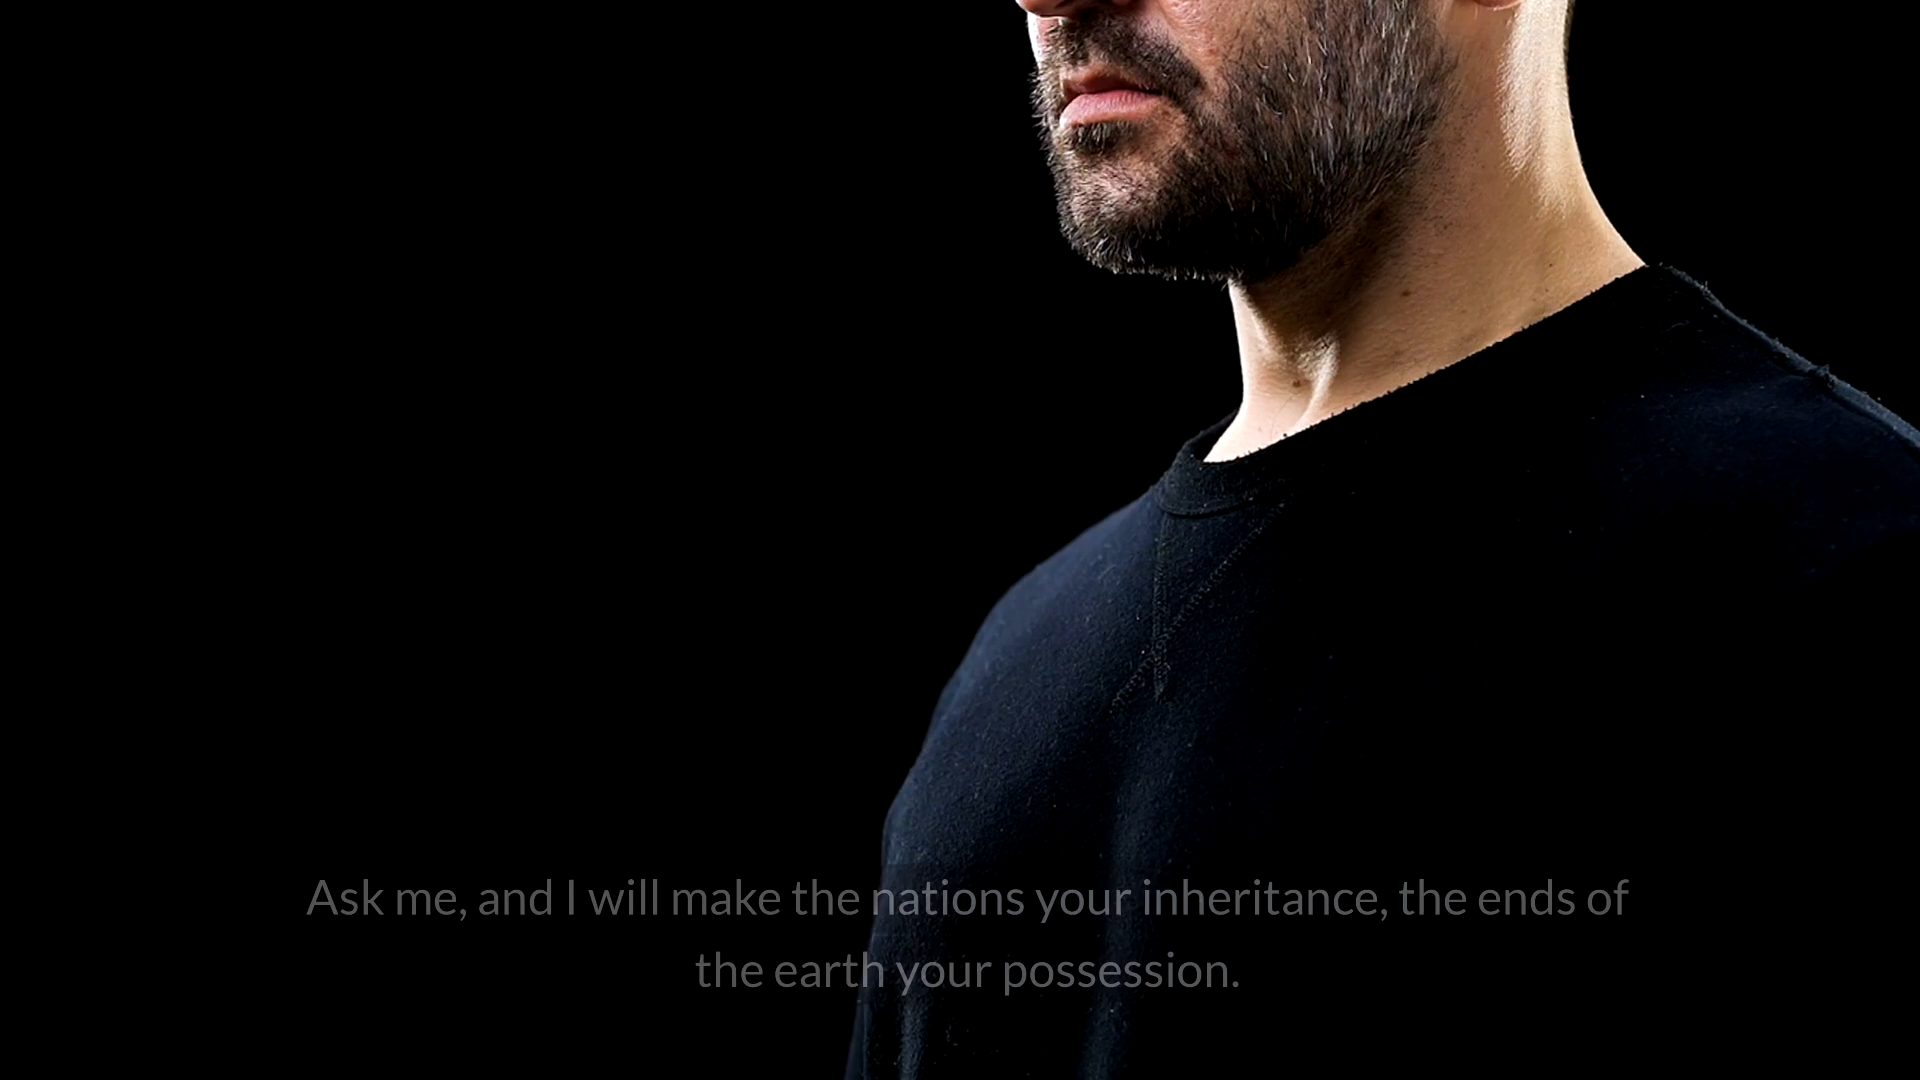 Ask me, and I will make the nations your inheritance, the ends of
the earth your possession.